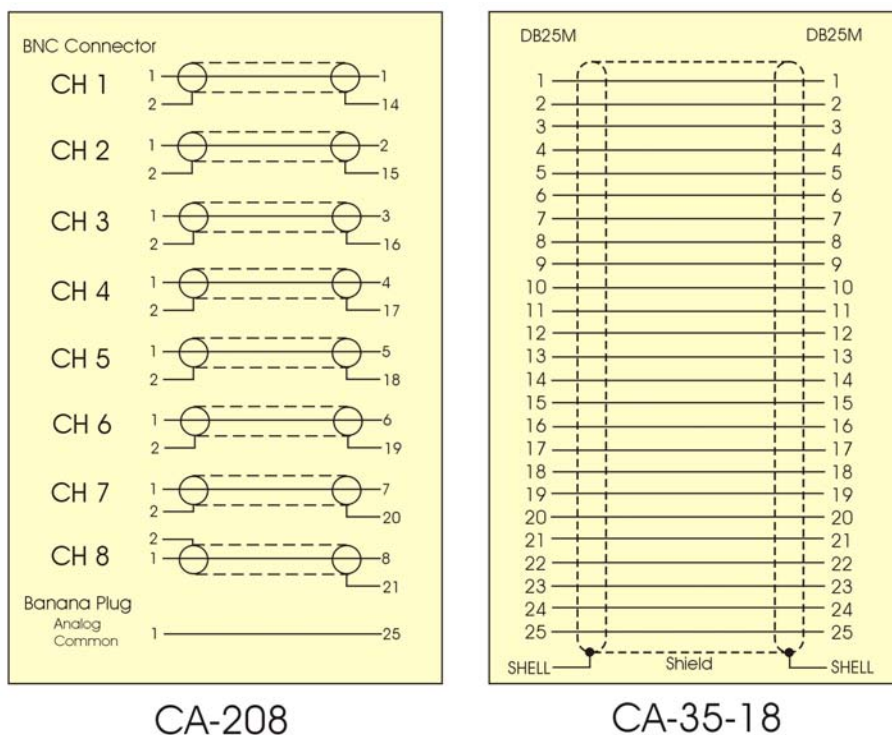 BNC Connector
CH 1 1 1
2 14
CH 2 1 2
2 15
CH 3 1 3
2 16
CH 4 1 4
2 17
CH 5 1 5
2 18
CH 6 1 6
2 19
CH 7 1 7
2 20
2
CH 8 1 8
21
Banana Plug
Analog
Common 1 25
CA-208
DB25M DB25M
1 1
2 2
3 3
4 4
5 5
6 6
7 7
8 8
9 9
10 10
11 11
12 12
13 13
14 14
15 15
16 16
17 17
18 18
19 19
20 20
21 21
22 22
23 23
24 24
25 25
SHELL Shield SHELL
CA-35-18